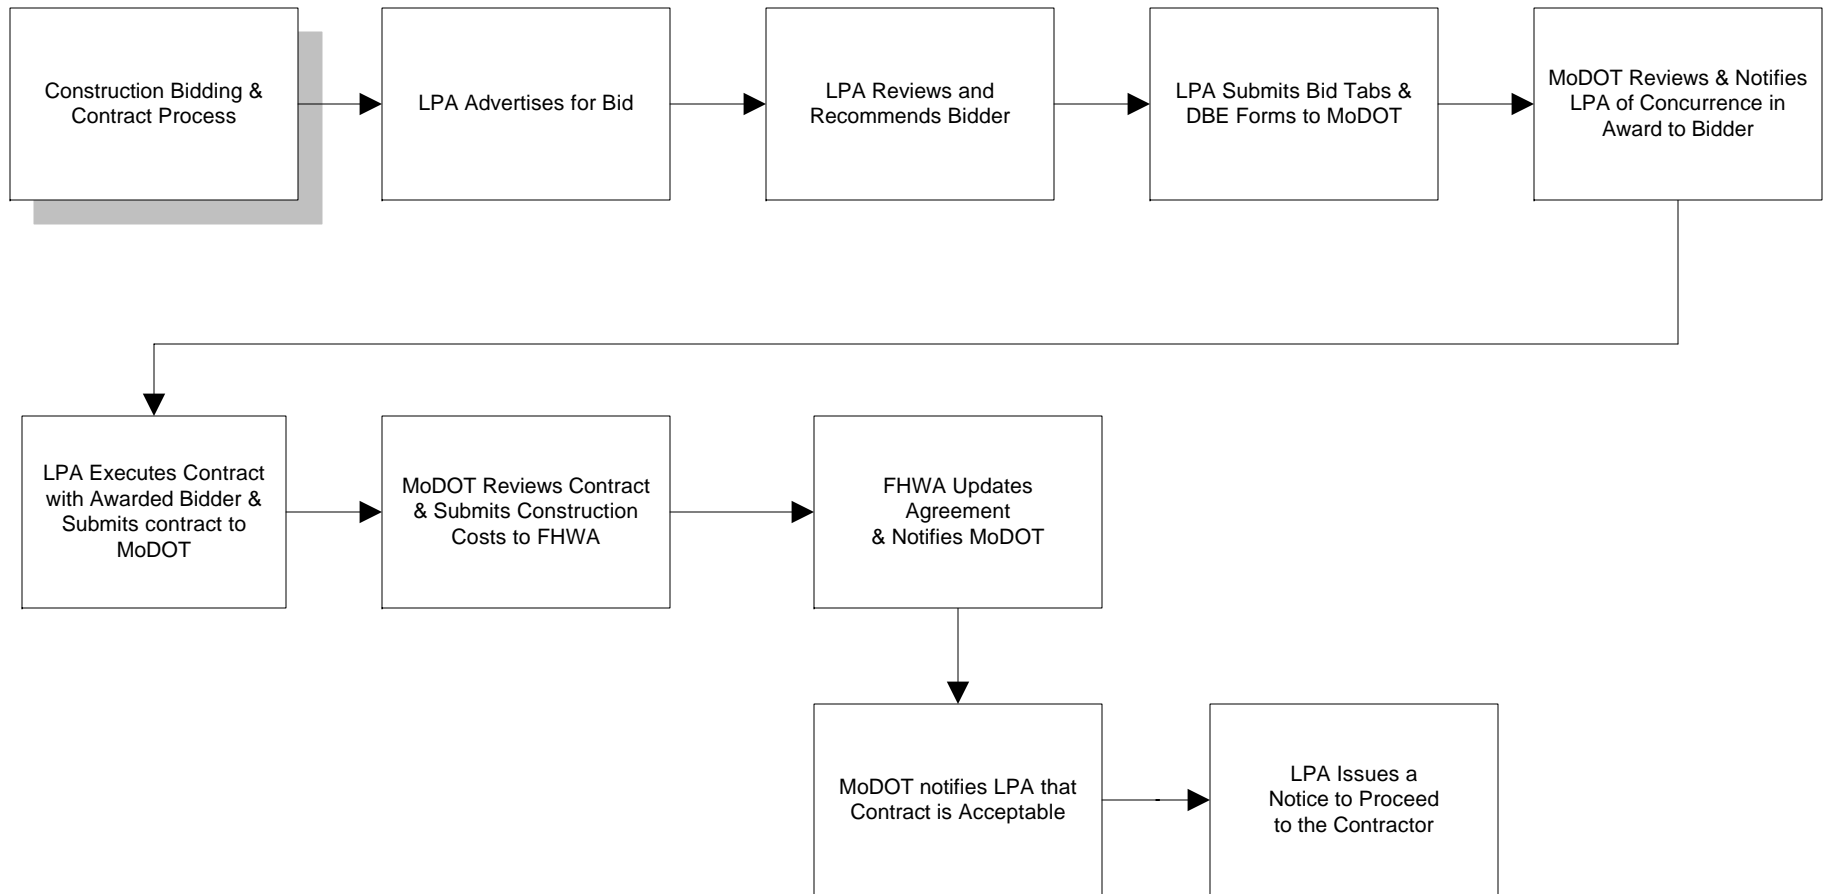 Construction Bidding &
Contract Process
LPA Advertises for Bid
LPA Reviews and
Recommends Bidder
LPA Submits Bid Tabs &
DBE Forms to MoDOT
MoDOT Reviews & Notifies
LPA of Concurrence in
Award to Bidder
LPA Executes Contract
with Awarded Bidder &
Submits contract to
MoDOT
MoDOT Reviews Contract
& Submits Construction
Costs to FHWA
FHWA Updates
Agreement
& Notifies MoDOT
MoDOT notifies LPA that
Contract is Acceptable
LPA Issues a
Notice to Proceed
to the Contractor